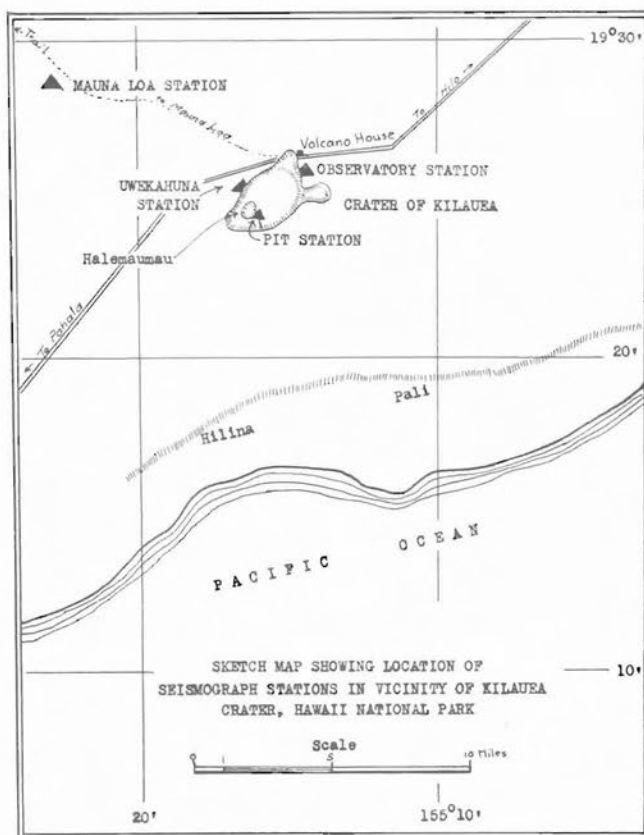 19°30'
Trail
to Mauna Loa
MAUNA LOA STATION
To Hilo
Volcano House
OBSERVATORY STATION
UWEKAHUNA
STATION
CRATER OF KILAUEA
PIT STATION
Halemaumau
To Pahala
20'
Pali
Hilina
PACIFIC OCEAN
SKETCH MAP SHOWING LOCATION OF
SEISMOGRAPH STATIONS IN VICINITY OF KILAUEA
CRATER, HAWAII NATIONAL PARK
10'
Scale
0 1 5 10 Miles
20' 155°10'